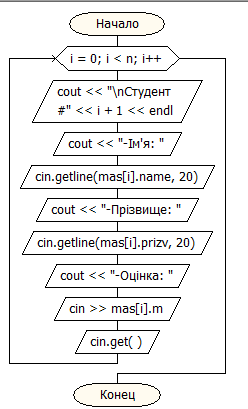 Начало
i = 0; i < n; i++
cout << "\nСтудент
#" << i + 1 << endl
cout << "-Ім'я: "
cin.getline(mas[i].name, 20)
cout << "-Прізвище: "
cin.getline(mas[i].prizv, 20)
cout << "-Оцінка: "
cin >> mas[i].m
cin.get( )
Конец